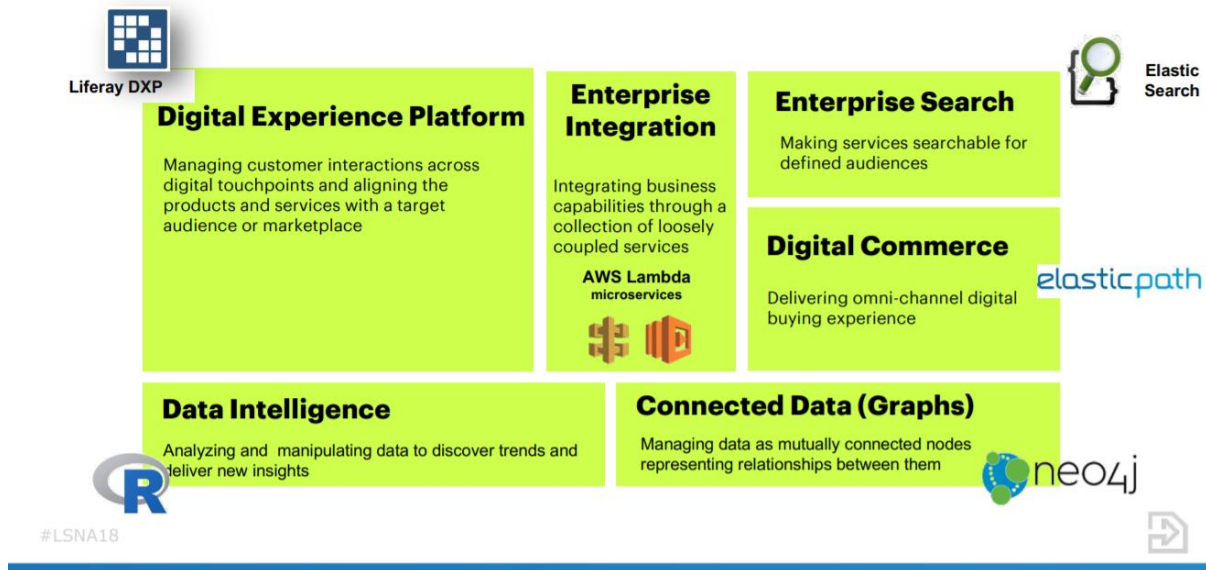 Liferay DXP
Digital Experience Platform
Managing customer interactions across
digital touchpoints and aligning the
products and services with a target
audience or marketplace
Enterprise
Integration
Integrating business
capabilities through a
collection of loosely
coupled services
AWS Lambda
microservices
Enterprise Search
Making services searchable for
defined audiences
Elastic
Search
Digital Commerce
Delivering omni-channel digital
buying experience
elasticpath
Data Intelligence
Analyzing and manipulating data to discover trends and
deliver new insights
R
Connected Data (Graphs)
Managing data as mutually connected nodes
representing relationships between them
neo4j
#LSNA18